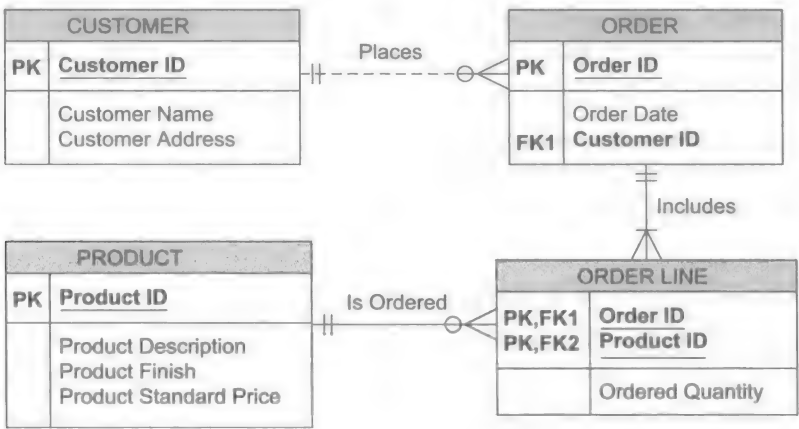 CUSTOMER
PK Customer ID
Customer Name
Customer Address
Places
ORDER
PK Order ID
Order Date
FK1 Customer ID
Includes
PRODUCT
PK Product ID
Product Description
Product Finish
Product Standard Price
Is Ordered
ORDER LINE
PK,FK1 Order ID
PK,FK2 Product ID
Ordered Quantity